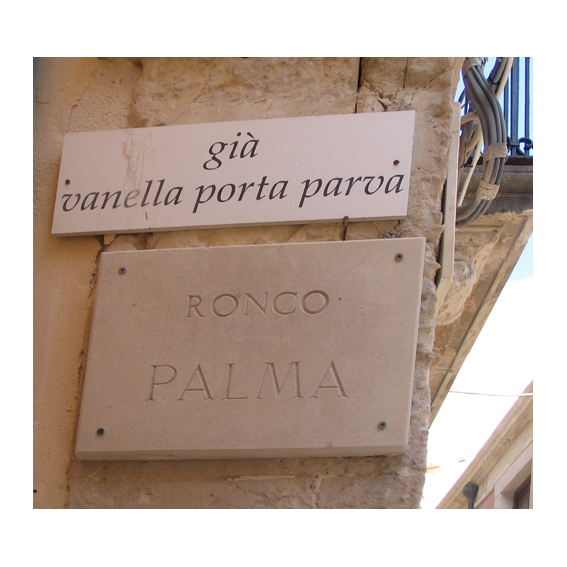 già
vanella porta parva
RONCO
PALMA